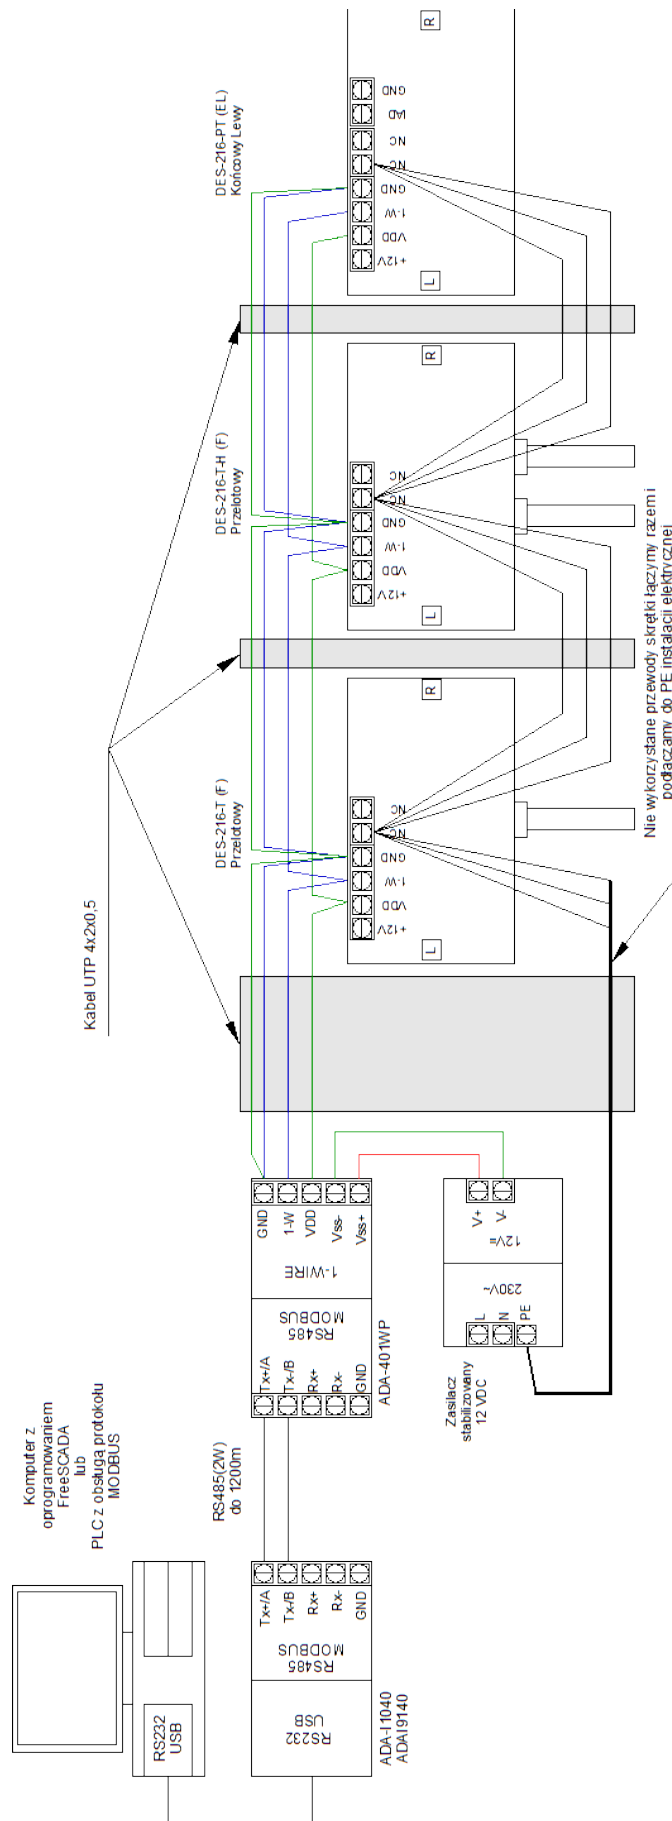 R
DES-216-PT (EL)
Końcowy Lewy
GND
NC
NC
GND
1-W
VDD
+12V
L
R
DES-216-T-H (F)
Przelotowy
NC
NC
GND
1-W
VDD
+12V
L
R
DES-216-T (F)
Przelotowy
NC
NC
GND
1-W
VDD
+12V
L
Kabel UTP 4x2x0,5
Nie wykorzystane przewody skrętki łączymy razem i
podłączamy do PE instalacji elektrycznej
GND
1-W
VDD
Vss-
Vss+
1-WIRE
RS485
MODBUS
Tx+/A
Tx-/B
Rx+
Rx-
GND
ADA-401WP
V+
V-
12V=
230V~
L
N
PE
Zasilacz
stabilizowany
12 VDC
RS485(2W)
do 1200m
Komputer z
oprogramowaniem
FreeSCADA
lub
PLC z obsługą protokołu
MODBUS
RS232
USB
Tx+/A
Tx-/B
Rx+
Rx-
GND
RS485
MODBUS
RS232
USB
ADA-I1040
ADAI9140